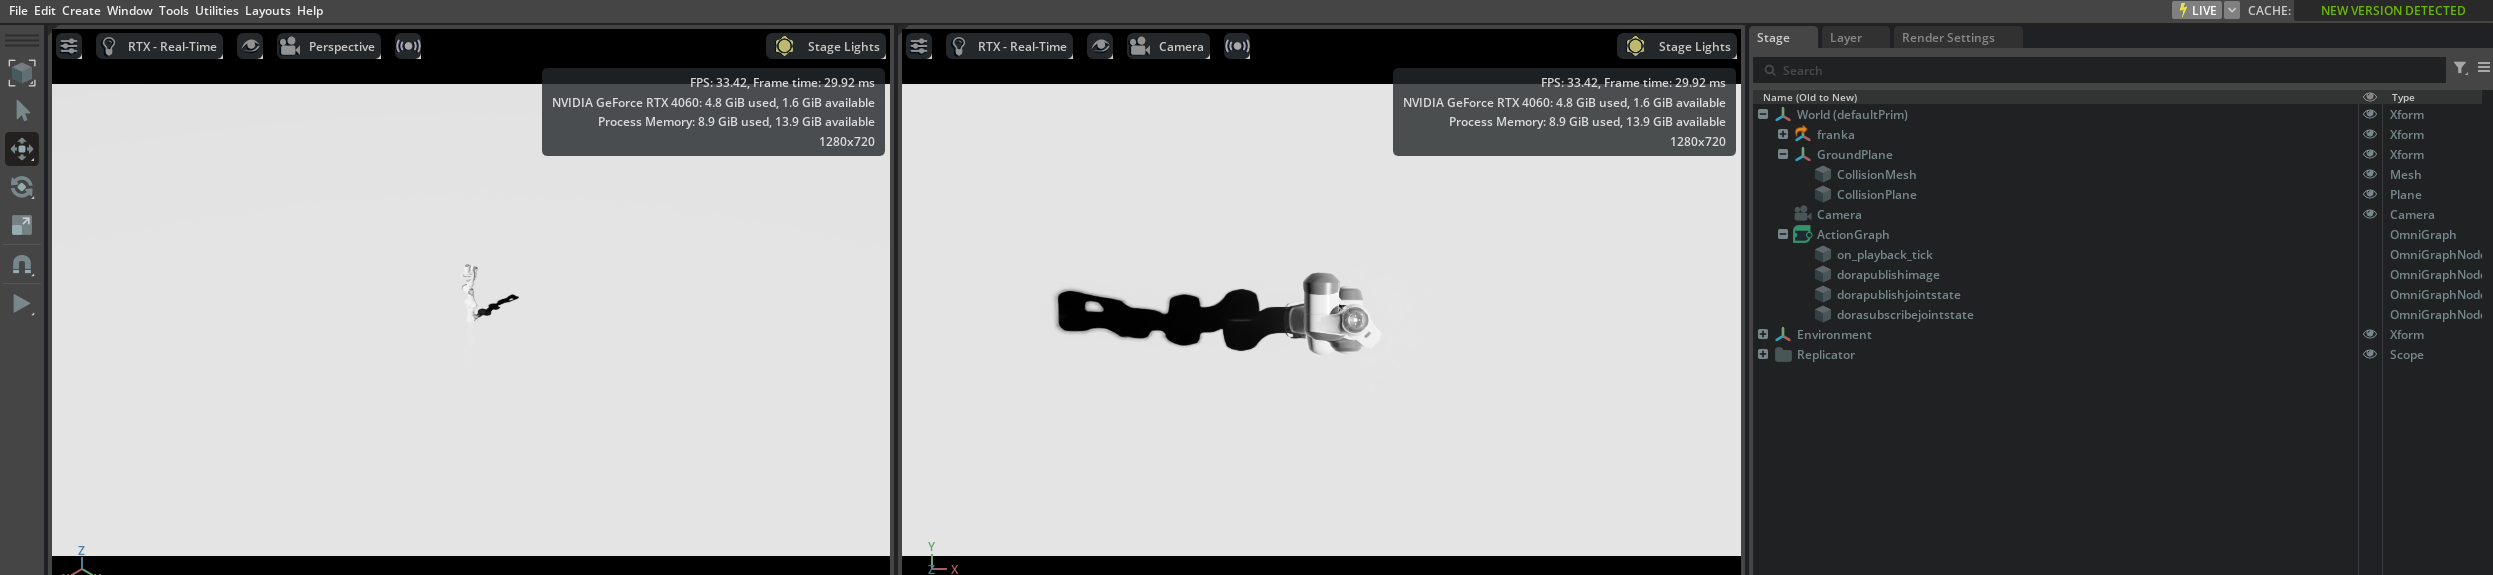 File Edit Create Window Tools Utilities Layouts Help
LIVE CACHE: NEW VERSION DETECTED
RTX - Real-Time Perspective Stage Lights
FPS: 33.42, Frame time: 29.92 ms
NVIDIA GeForce RTX 4060: 4.8 GiB used, 1.6 GiB available
Process Memory: 8.9 GiB used, 13.9 GiB available
1280x720
Z
RTX - Real-Time Camera Stage Lights
FPS: 33.42, Frame time: 29.92 ms
NVIDIA GeForce RTX 4060: 4.8 GiB used, 1.6 GiB available
Process Memory: 8.9 GiB used, 13.9 GiB available
1280x720
Y
Z X
Stage Layer Render Settings
Search
Name (Old to New) Type
World (defaultPrim) Xform
franka Xform
GroundPlane Xform
CollisionMesh Mesh
CollisionPlane Plane
Camera Camera
ActionGraph OmniGraph
on_playback_tick OmniGraphNode
dorapublishimage OmniGraphNode
dorapublishjointstate OmniGraphNode
dorasubscribejointstate OmniGraphNode
Environment Xform
Replicator Scope